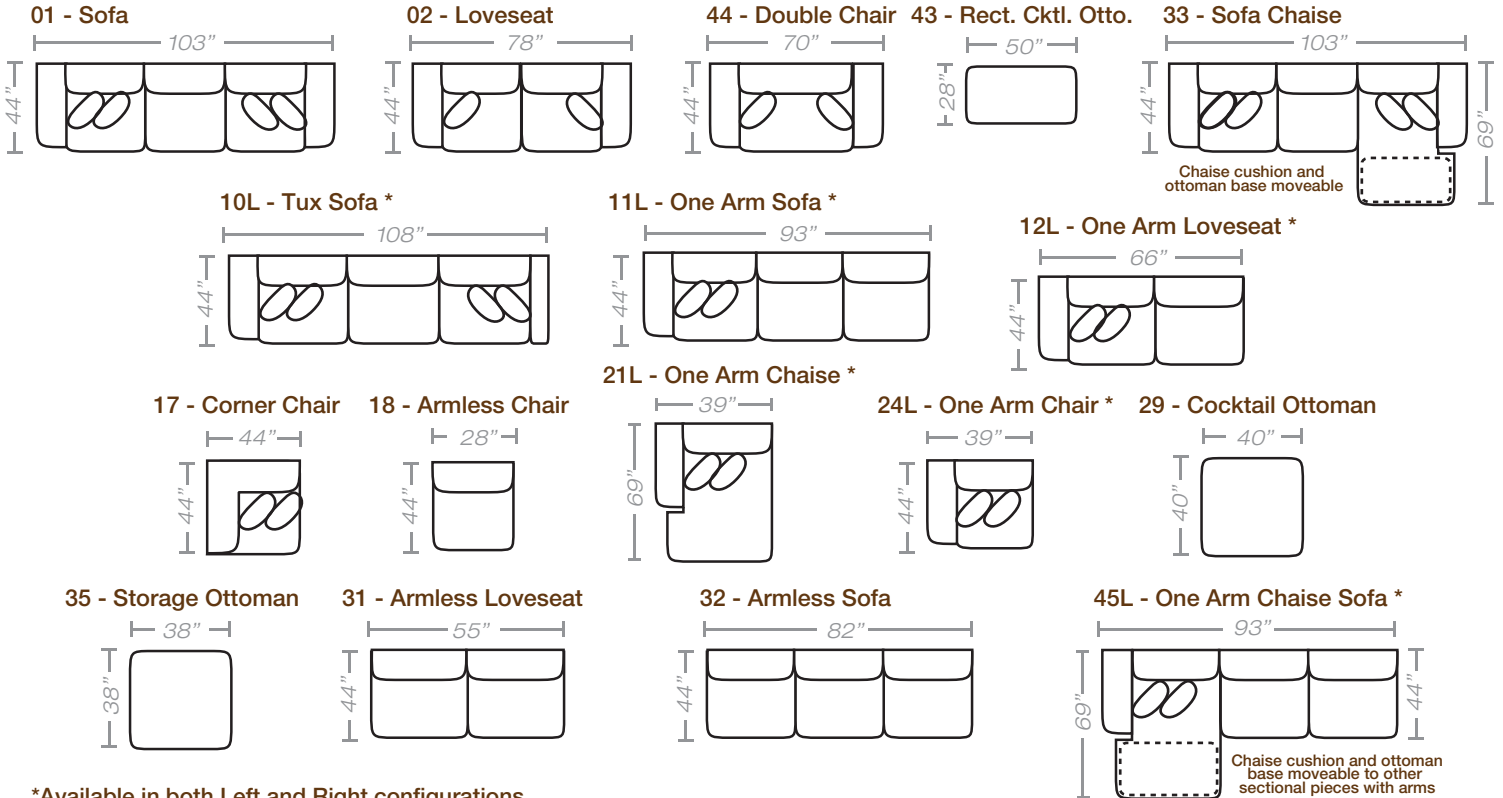 01 - Sofa
02 - Loveseat
44 - Double Chair
43 - Rect. Cktl. Otto.
33 - Sofa Chaise
103”
78”
70”
50”
103”
44”
44”
44”
28”
44”
69”
Chaise cushion and
ottoman base moveable
10L - Tux Sofa *
11L - One Arm Sofa *
12L - One Arm Loveseat *
108”
93”
66”
44”
44”
44”
21L - One Arm Chaise *
17 - Corner Chair
18 - Armless Chair
24L - One Arm Chair *
29 - Cocktail Ottoman
44”
28”
39”
39”
40”
44”
44”
69”
44”
40”
35 - Storage Ottoman
31 - Armless Loveseat
32 - Armless Sofa
45L - One Arm Chaise Sofa *
38”
55”
82”
93”
38”
44”
44”
69”
44”
Chaise cushion and ottoman
base moveable to other
sectional pieces with arms
*Available in both Left and Right configurations